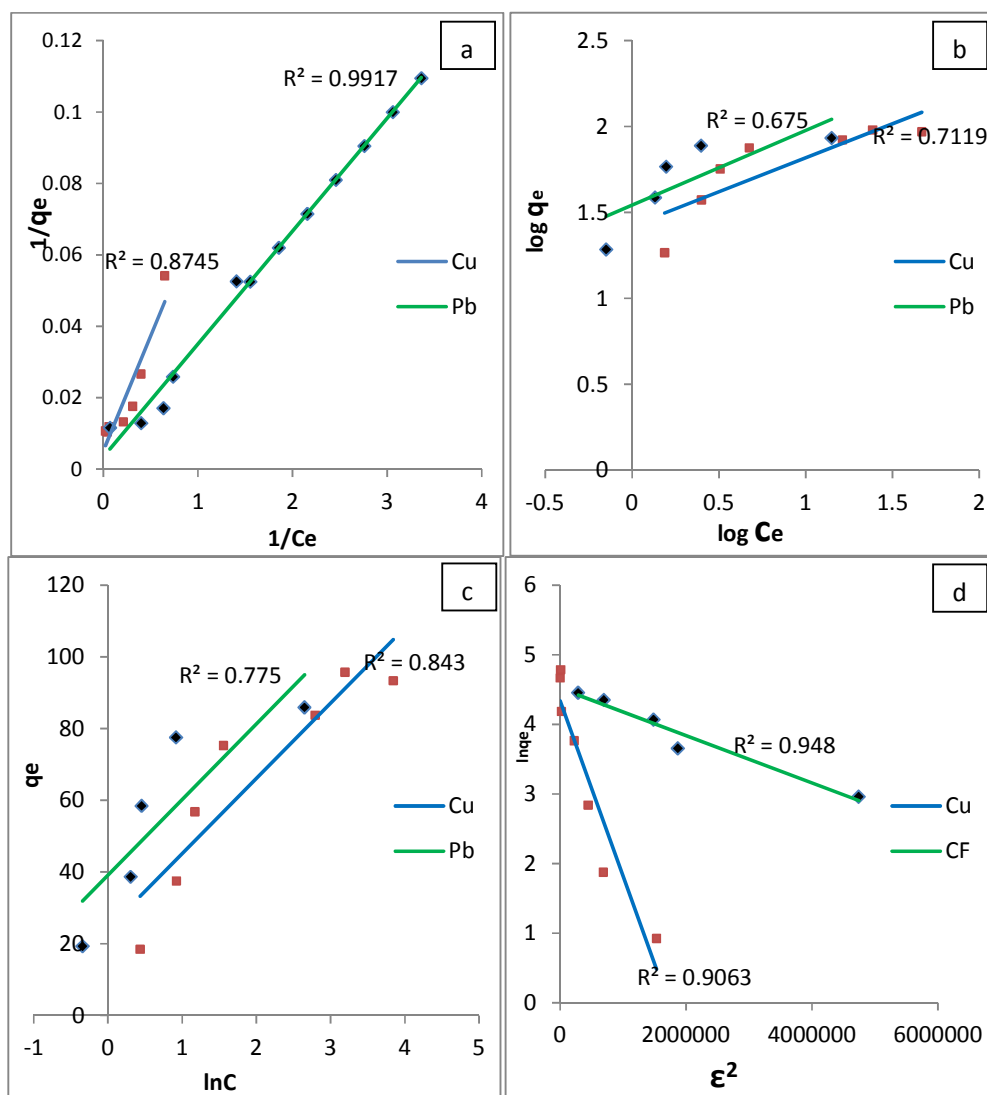 a
0.12
0.1
0.08
0.06
0.04
0.02
0
0 1 2 3 4
1/qe
1/Ce
R² = 0.9917
R² = 0.8745
Cu
Pb
b
2.5
2
1.5
1
0.5
0
-0.5 0 0.5 1 1.5 2
log qe
log Ce
R² = 0.675
R² = 0.7119
Cu
Pb
c
120
100
80
60
40
20
0
-1 0 1 2 3 4 5
qe
lnC
R² = 0.775
R² = 0.843
Cu
Pb
d
6
5
4
3
2
1
0
0 2000000 4000000 6000000
lnqe
ε²
R² = 0.948
R² = 0.9063
Cu
CF